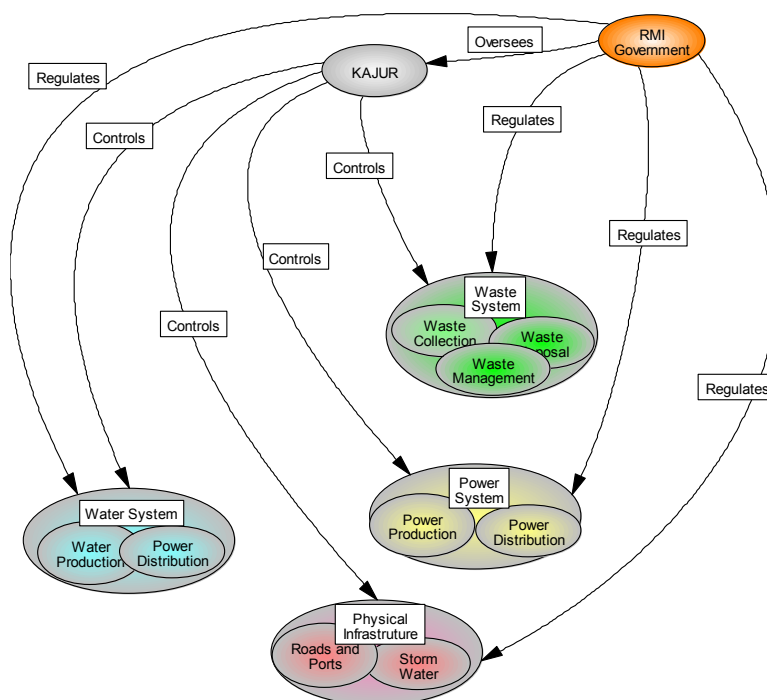 RMI
Government
Oversees
KAJUR
Regulates
Controls
Regulates
Controls
Regulates
Controls
Controls
Regulates
Waste
System
Waste
Collection
Waste
Waste
Management
Power
System
Power
Production
Power
Distribution
Water System
Water
Production
Power
Distribution
Physical
Infrastruture
Roads and
Ports
Storm
Water